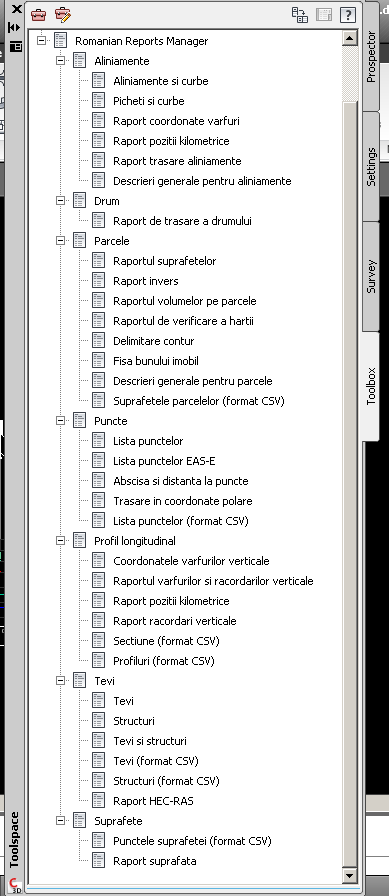 Romanian Reports Manager
Aliniamente
Aliniamente si curbe
Picheti si curbe
Raport coordonate varfuri
Raport pozitii kilometrice
Raport trasare aliniamente
Descrieri generale pentru aliniamente
Drum
Raport de trasare a drumului
Parcele
Raportul suprafetelor
Raport invers
Raportul volumelor pe parcele
Raportul de verificare a hartii
Delimitare contur
Fisa bunului imobil
Descrieri generale pentru parcele
Suprafetele parcelelor (format CSV)
Puncte
Lista punctelor
Lista punctelor EAS-E
Abscisa si distanta la puncte
Trasare in coordonate polare
Lista punctelor (format CSV)
Profil longitudinal
Coordonatele varfurilor verticale
Raportul varfurilor si racordarilor verticale
Raport pozitii kilometrice
Raport racordari verticale
Sectiune (format CSV)
Profiluri (format CSV)
Tevi
Tevi
Structuri
Tevi si structuri
Tevi (format CSV)
Structuri (format CSV)
Raport HEC-RAS
Suprafete
Punctele suprafetei (format CSV)
Raport suprafata
Prospector
Settings
Survey
Toolbox
Toolspace
C 3D